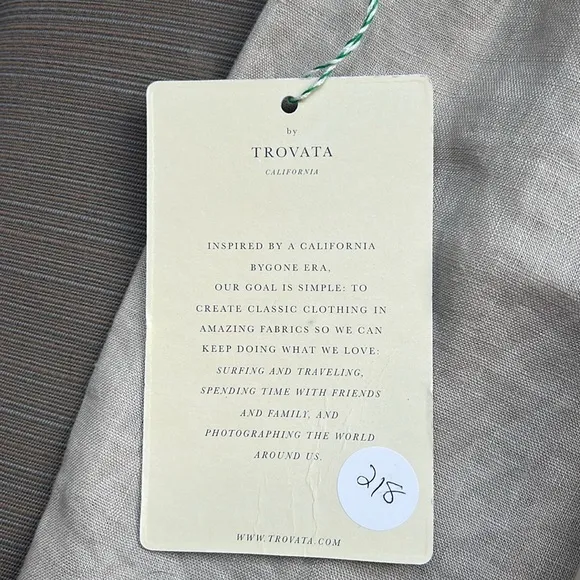 by
TROVATA
CALIFORNIA
INSPIRED BY A CALIFORNIA
BYGONE ERA,
OUR GOAL IS SIMPLE: TO
CREATE CLASSIC CLOTHING IN
AMAZING FABRICS SO WE CAN
KEEP DOING WHAT WE LOVE:
SURFING AND TRAVELING,
SPENDING TIME WITH FRIENDS
AND FAMILY, AND
PHOTOGRAPHING THE WORLD
AROUND US.
218
WWW.TROVATA.COM